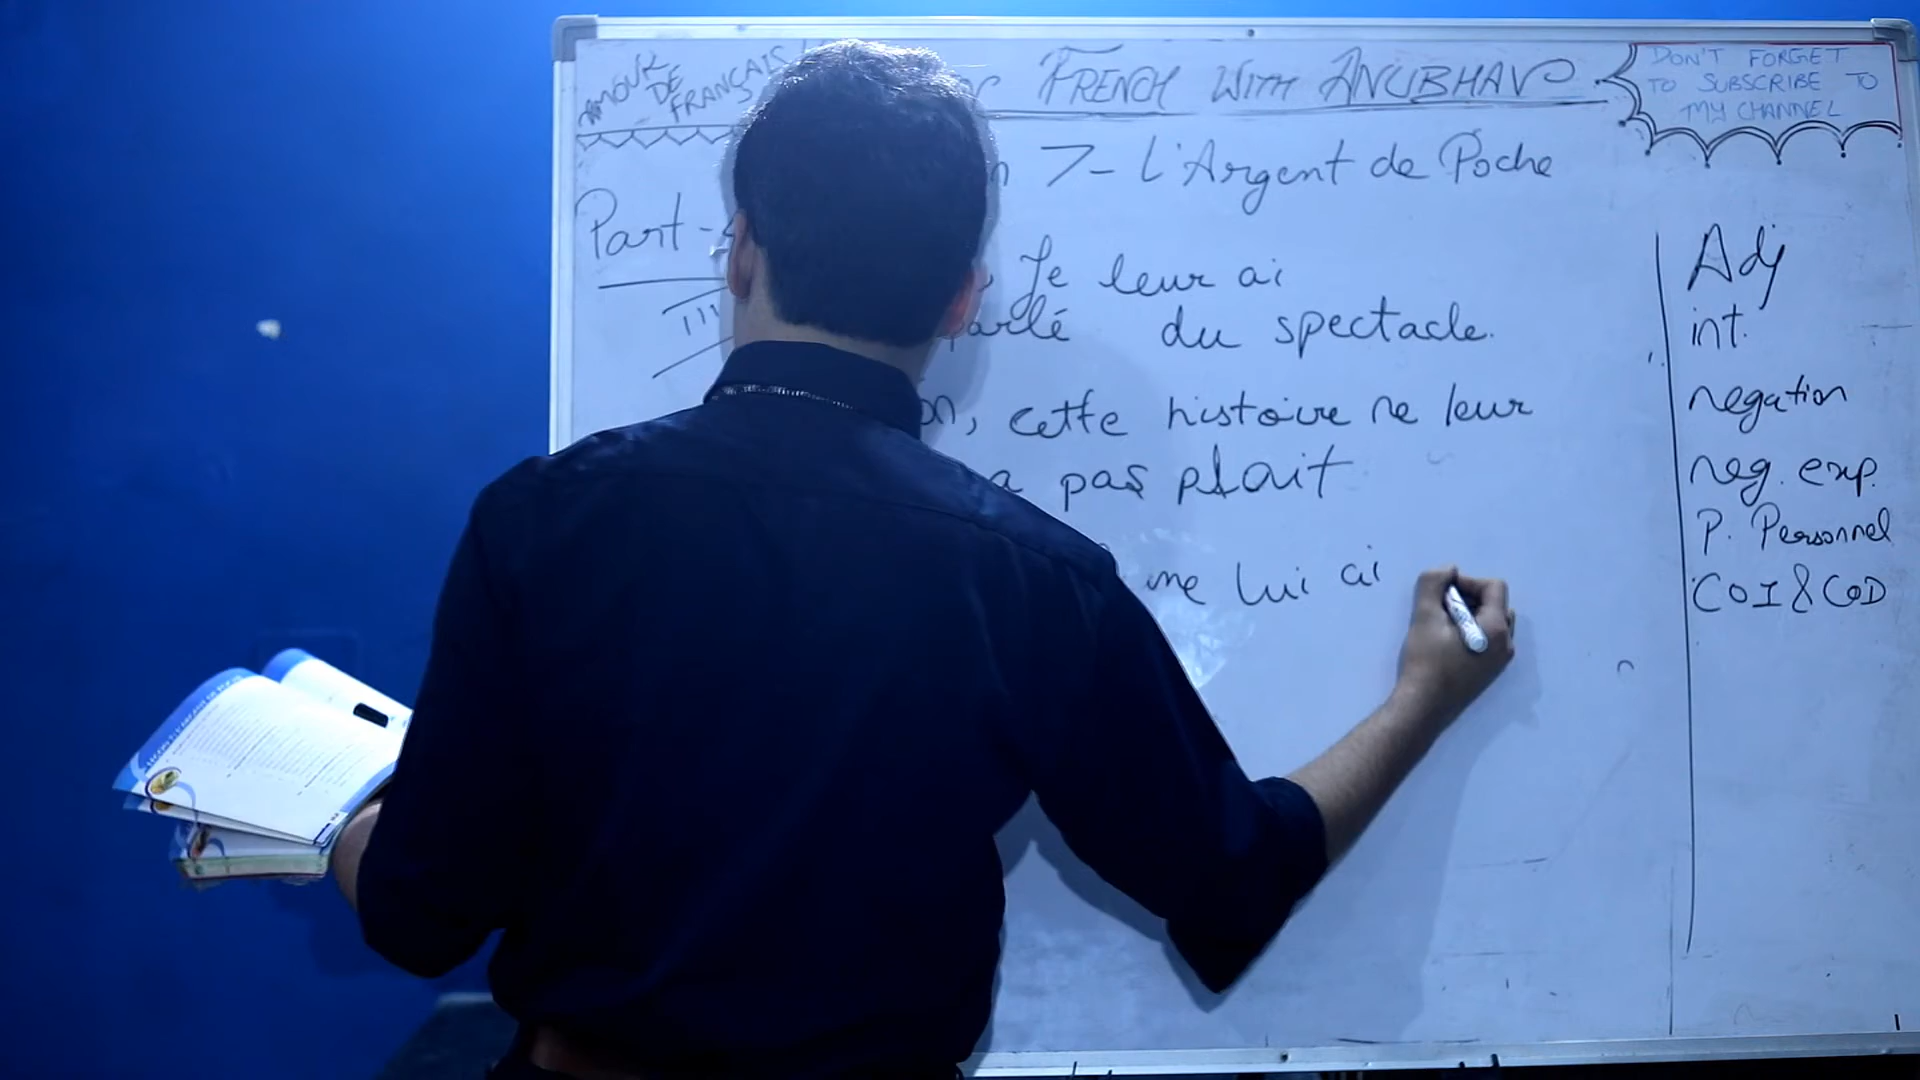 AMOUR DE FRANÇAIS
FRENCH WITH ANUBHAV
DON'T FORGET
TO SUBSCRIBE TO
MY CHANNEL
7- L'Argent de Poche
Part-
Je leur ai
parlé du spectacle.
cette histoire ne leur
a pas plait
ne lui ai
Adj
int.
negation
neg. exp.
P. Personnel
COI & COD